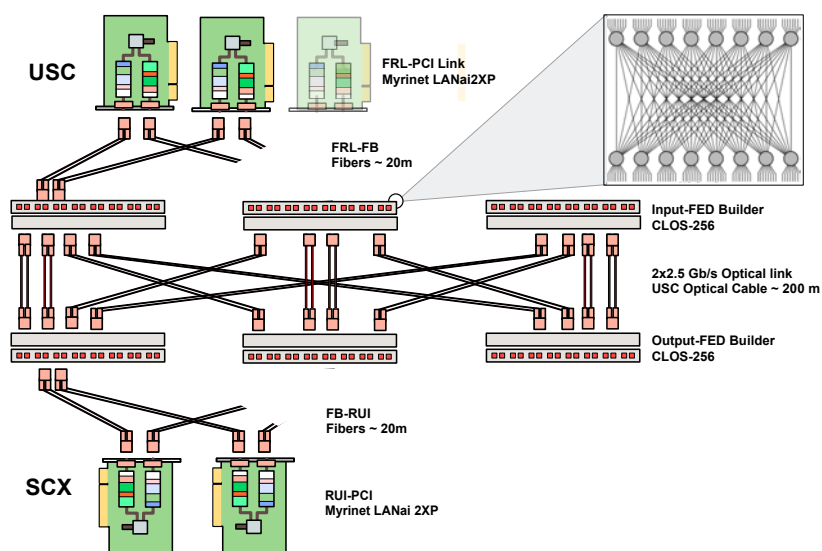 USC
FRL-PCI Link
Myrinet LANai2XP
FRL-FB
Fibers ~ 20m
Input-FED Builder
CLOS-256
2x2.5 Gb/s Optical link
USC Optical Cable ~ 200 m
Output-FED Builder
CLOS-256
FB-RUI
Fibers ~ 20m
SCX
RUI-PCI
Myrinet LANai 2XP